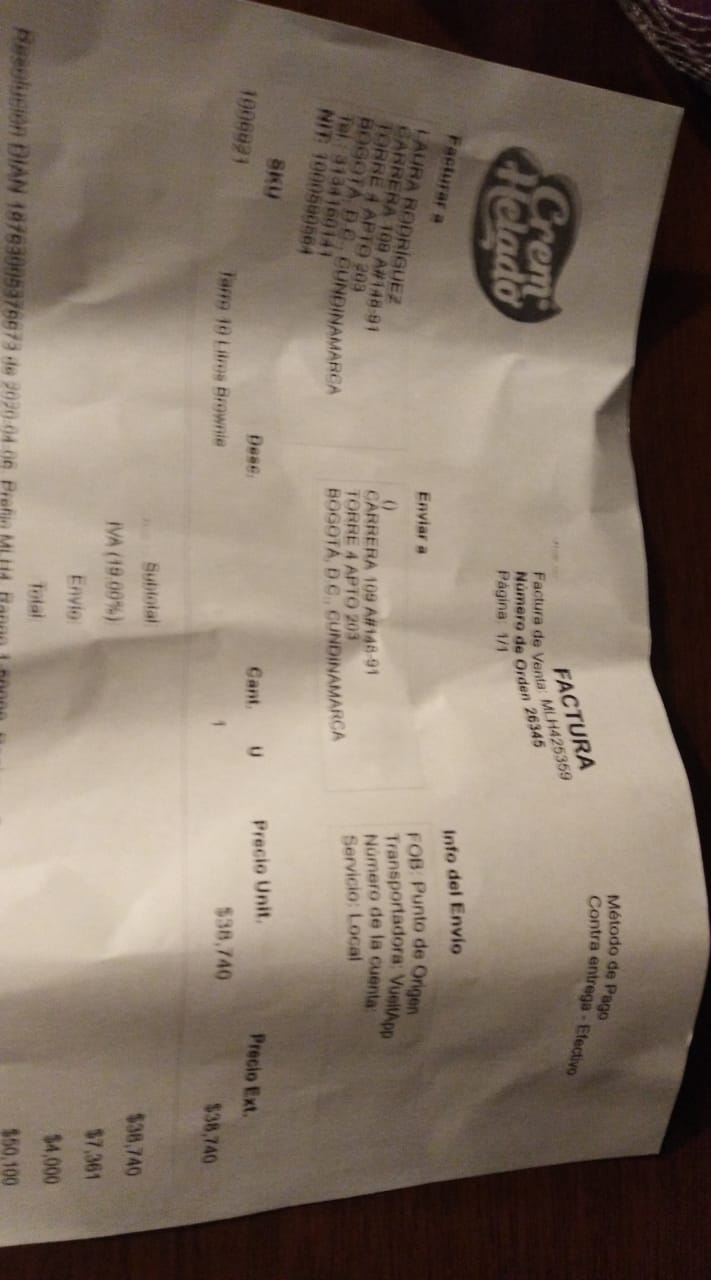 Crem Helado
FACTURA
Factura de Venta: MLH425359
Número de Orden 26345
Página: 1/1
Método de Pago
Contra entrega - Efectivo
Facturar a
LAURA RODRÍGUEZ
CARRERA 109 A#148-91
TORRE 4 APTO 203
BOGOTÁ, D.C., CUNDINAMARCA
Tel.: 3134160141
NIT: 1000590564
Enviar a
()
CARRERA 109 A#148-91
TORRE 4 APTO 203
BOGOTÁ, D.C., CUNDINAMARCA
Info del Envío
FOB: Punto de Origen
Transportadora: VueltApp
Número de la cuenta:
Servicio: Local
SKU Desc. Cant. U Precio Unit. Precio Ext.
1006921 Tarro 10 Litros Brownie 1 $38,740 $38,740
Subtotal: $38,740
IVA (19.00%): $7,361
Envío: $4,000
Total: $50,100
Resolución DIAN de 2020-04-06, Prefijo MLH4, Rango